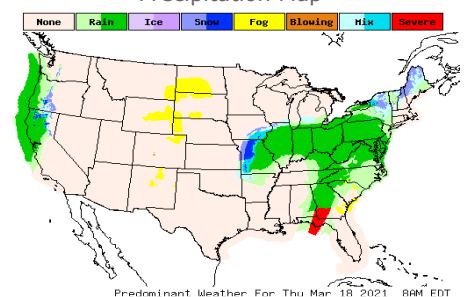 Precipitation Map
None Rain Ice Snow Fog Blowing Mix Severe
Predominant Weather For Thu Mar 18 2021 8AM EDT